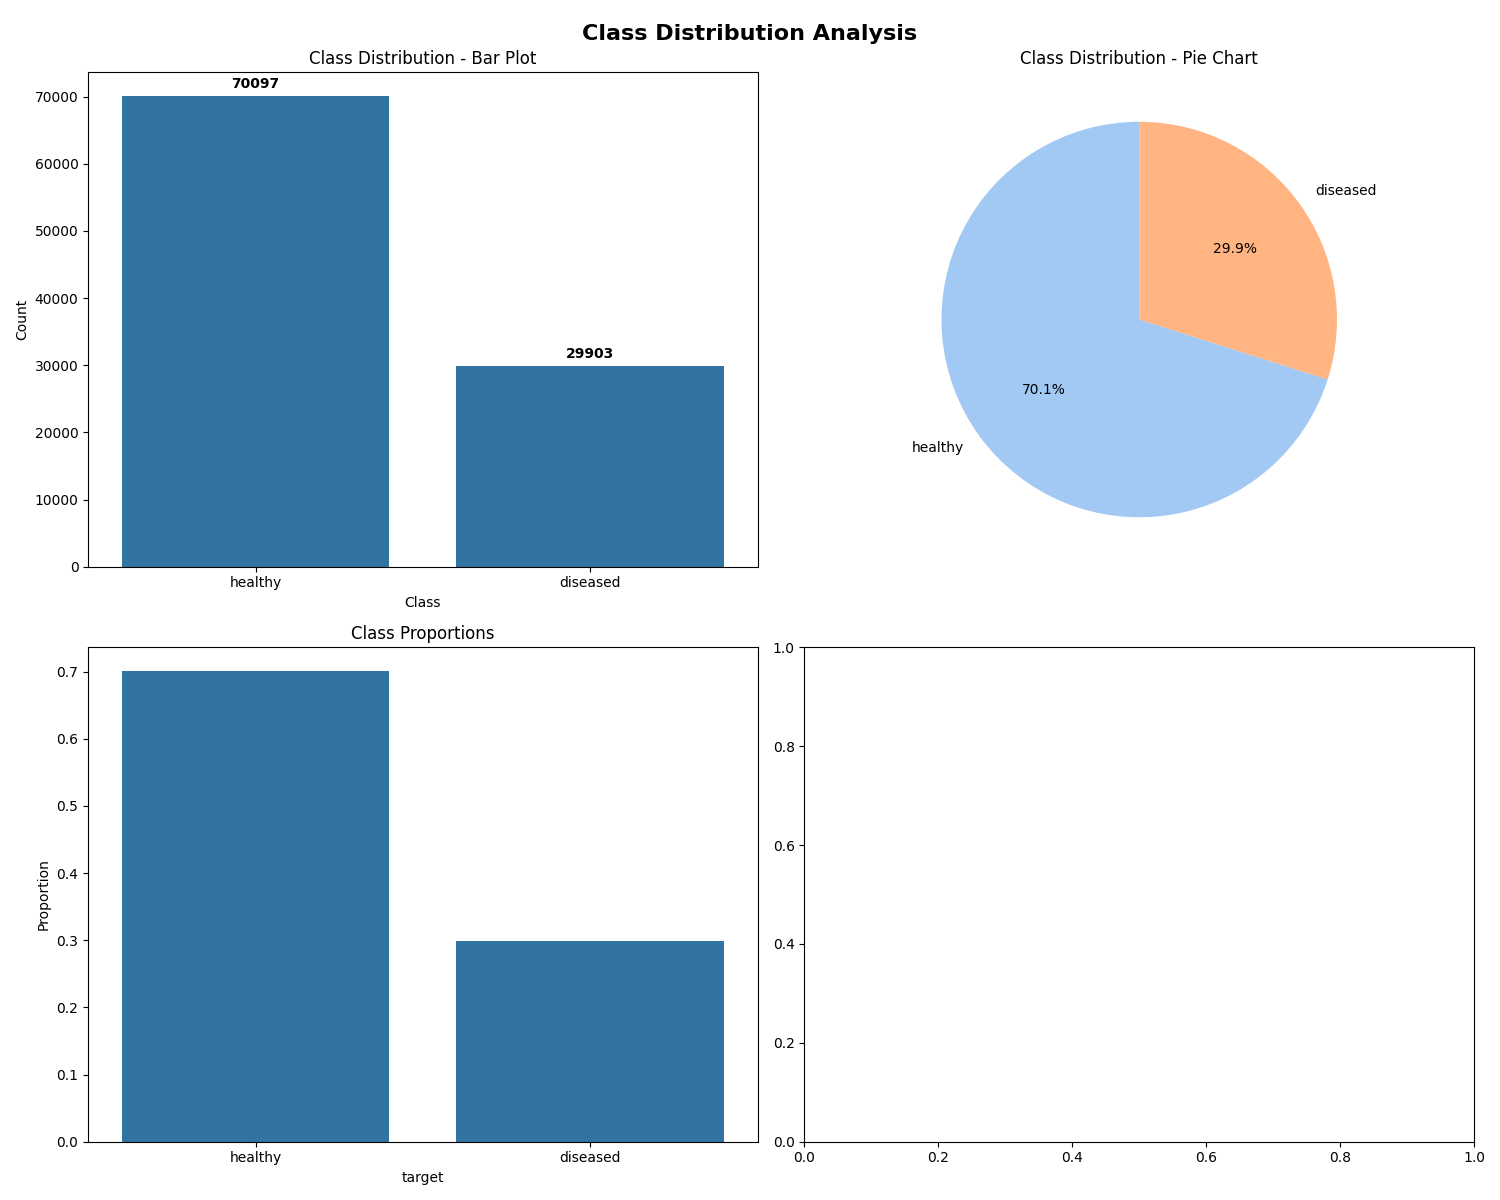 Class Distribution Analysis
Class Distribution - Bar Plot
70097
29903
70000
60000
50000
40000
30000
20000
10000
0
Count
healthy
diseased
Class
Class Distribution - Pie Chart
diseased
29.9%
70.1%
healthy
Class Proportions
0.7
0.6
0.5
0.4
0.3
0.2
0.1
0.0
Proportion
healthy
diseased
target
1.0
0.8
0.6
0.4
0.2
0.0
0.0 0.2 0.4 0.6 0.8 1.0